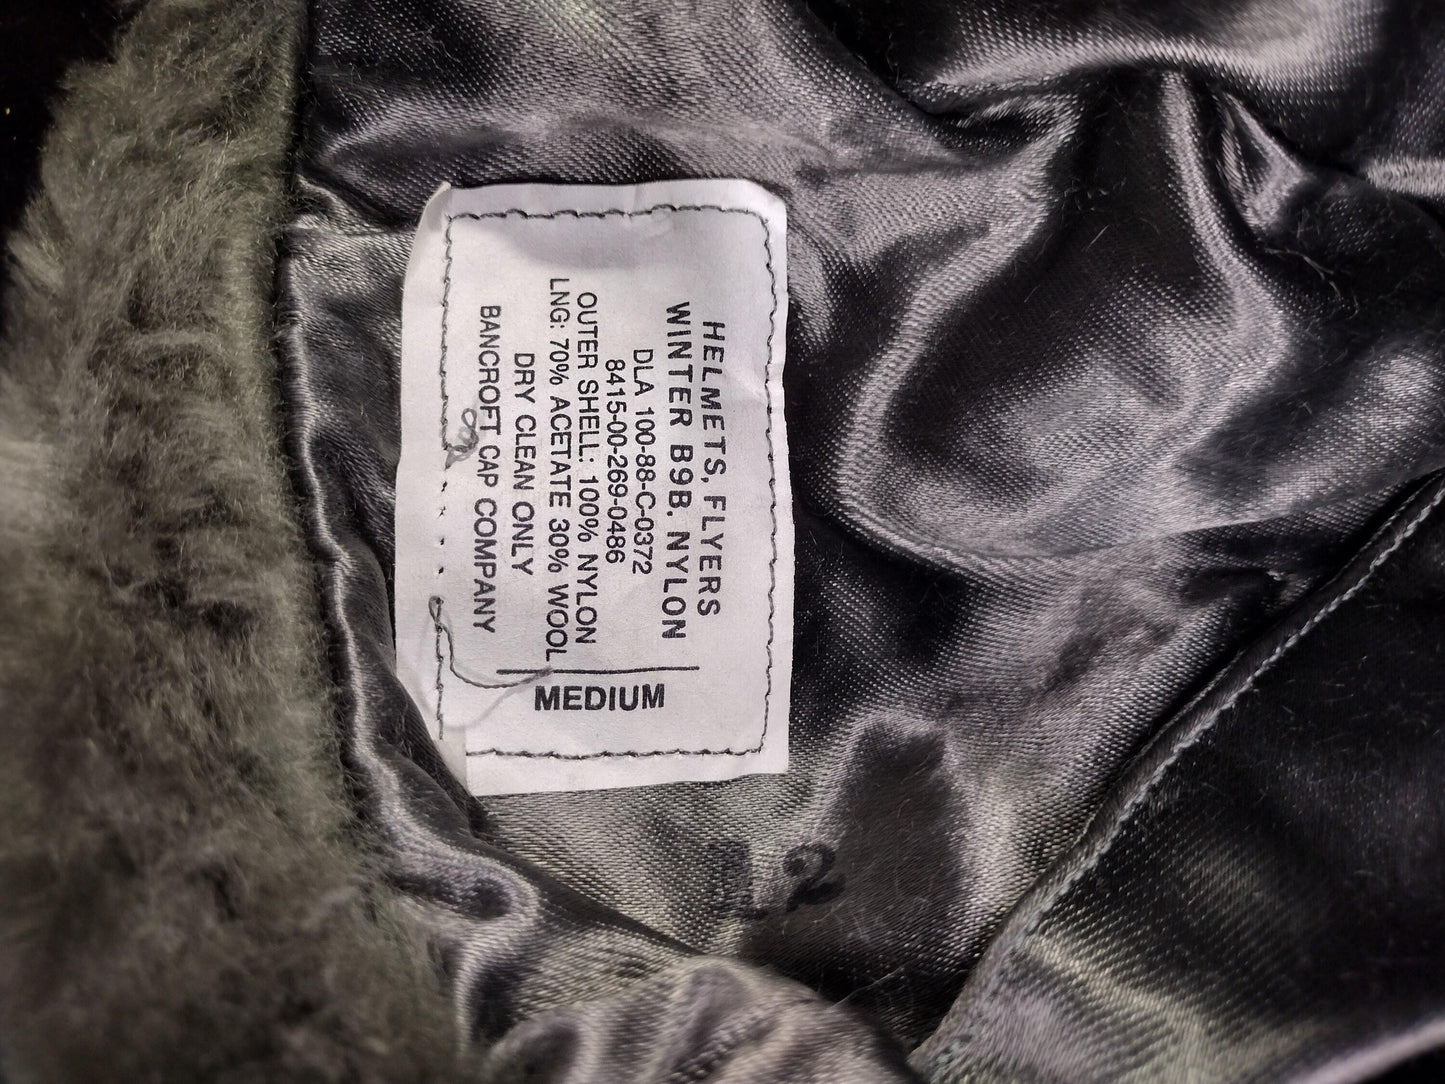 HELMETS, FLYERS
WINTER B9B, NYLON
DLA 100-88-C-0372
8415-00-269-0486
OUTER SHELL: 100% NYLON
LNG: 70% ACETATE 30% WOOL
DRY CLEAN ONLY
BANCROFT CAP COMPANY
MEDIUM